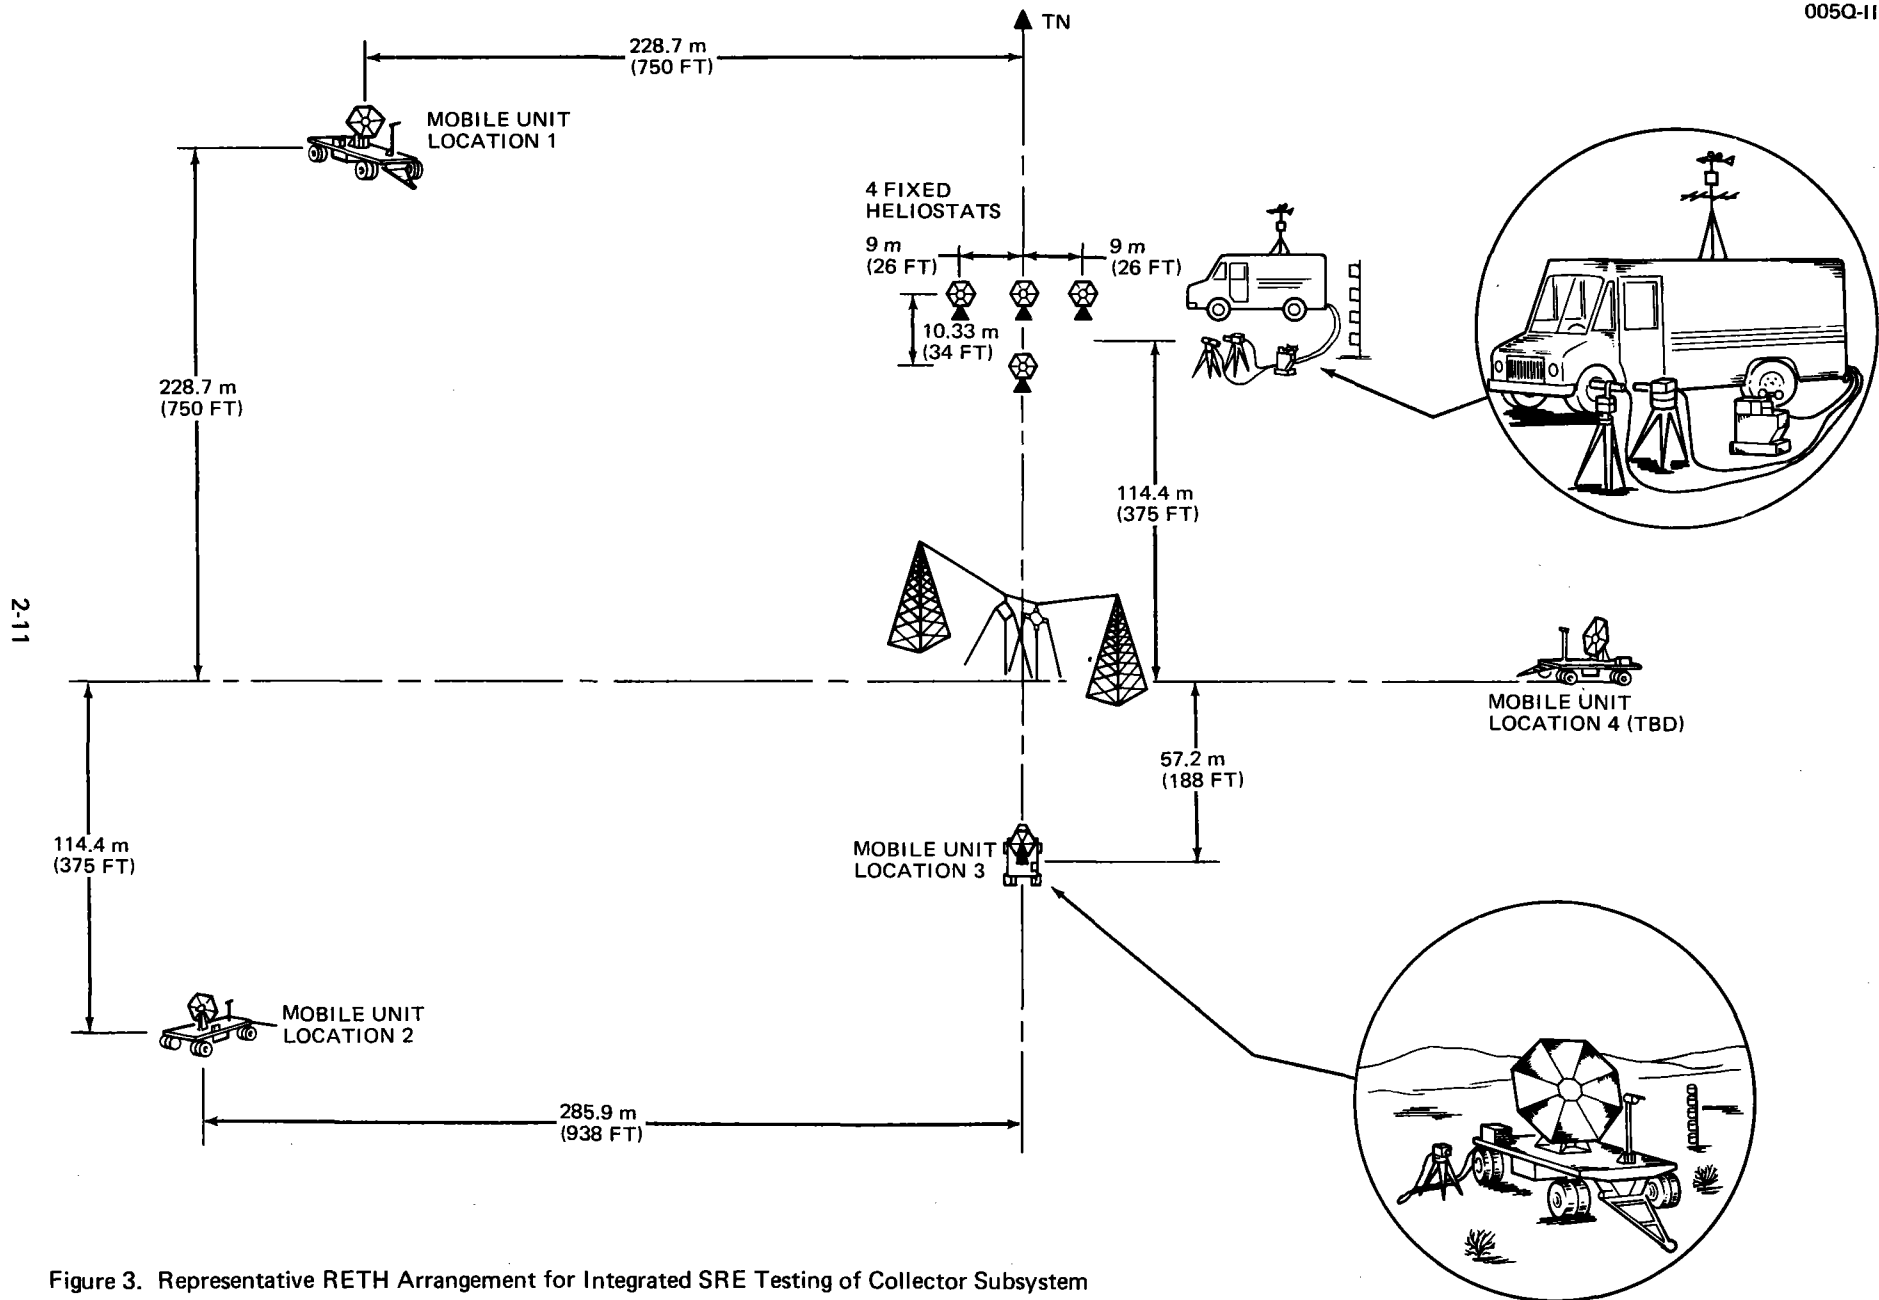 005Q-II
TN
228.7 m
(750 FT)
MOBILE UNIT
LOCATION 1
4 FIXED
HELIOSTATS
9 m
(26 FT)
9 m
(26 FT)
10.33 m
(34 FT)
228.7 m
(750 FT)
114.4 m
(375 FT)
2-11
MOBILE UNIT
LOCATION 4 (TBD)
57.2 m
(188 FT)
114.4 m
(375 FT)
MOBILE UNIT
LOCATION 3
MOBILE UNIT
LOCATION 2
285.9 m
(938 FT)
Figure 3. Representative RETH Arrangement for Integrated SRE Testing of Collector Subsystem